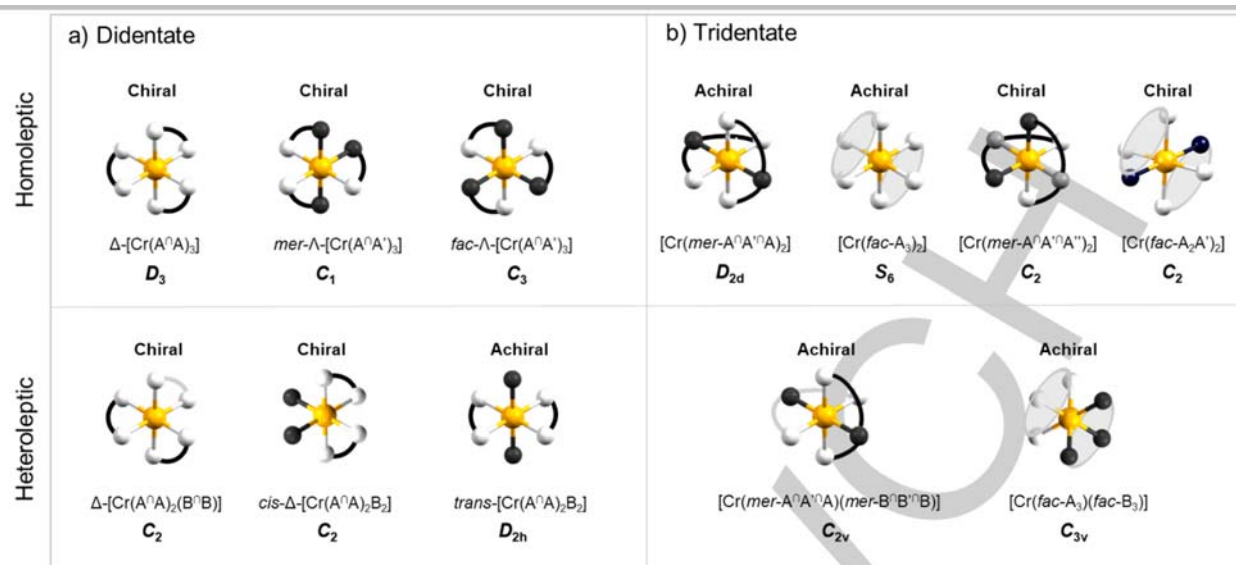 a) Didentate
b) Tridentate
Homoleptic
Chiral Chiral Chiral
Δ-[Cr(A∩A)₃] mer-Λ-[Cr(A∩A')₃] fac-Λ-[Cr(A∩A')₃]
D₃ C₁ C₃
Achiral Achiral Chiral Chiral
[Cr(mer-A∩A'∩A)₂] [Cr(fac-A₃)₂] [Cr(mer-A∩A'∩A'')₂] [Cr(fac-A₂A')₂]
D₂d S₆ C₂ C₂
Heteroleptic
Chiral Chiral Achiral
Δ-[Cr(A∩A)₂(B∩B)] cis-Δ-[Cr(A∩A)₂B₂] trans-[Cr(A∩A)₂B₂]
C₂ C₂ D₂h
Achiral Achiral
[Cr(mer-A∩A'∩A)(mer-B∩B'∩B)] [Cr(fac-A₃)(fac-B₃)]
C₂v C₃v